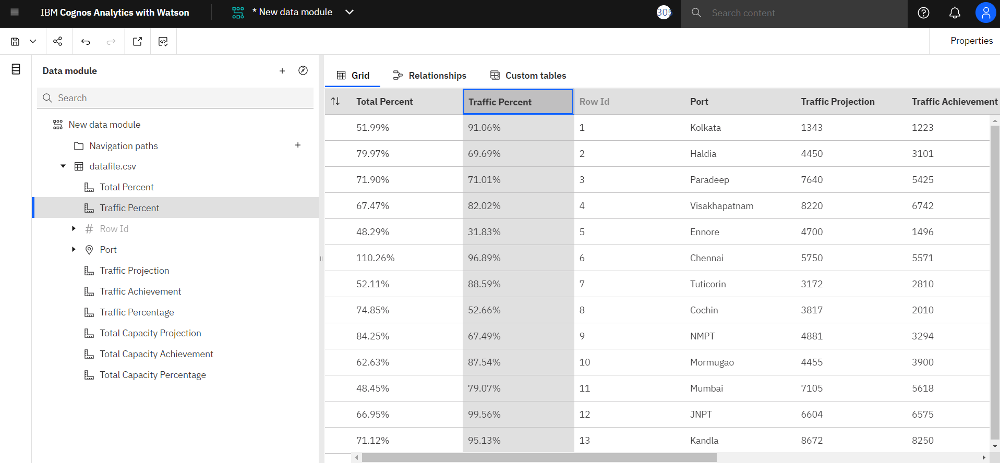 IBM Cognos Analytics with Watson
* New data module
305
Search content
Properties
Data module
Search
New data module
Navigation paths
datafile.csv
Total Percent
Traffic Percent
Row Id
Port
Traffic Projection
Traffic Achievement
Traffic Percentage
Total Capacity Projection
Total Capacity Achievement
Total Capacity Percentage
Grid Relationships Custom tables
Total Percent Traffic Percent Row Id Port Traffic Projection Traffic Achievement
51.99% 91.06% 1 Kolkata 1343 1223
79.97% 69.69% 2 Haldia 4450 3101
71.90% 71.01% 3 Paradeep 7640 5425
67.47% 82.02% 4 Visakhapatnam 8220 6742
48.29% 31.83% 5 Ennore 4700 1496
110.26% 96.89% 6 Chennai 5750 5571
52.11% 88.59% 7 Tuticorin 3172 2810
74.85% 52.66% 8 Cochin 3817 2010
84.25% 67.49% 9 NMPT 4881 3294
62.63% 87.54% 10 Mormugao 4455 3900
48.45% 79.07% 11 Mumbai 7105 5618
66.95% 99.56% 12 JNPT 6604 6575
71.12% 95.13% 13 Kandla 8672 8250